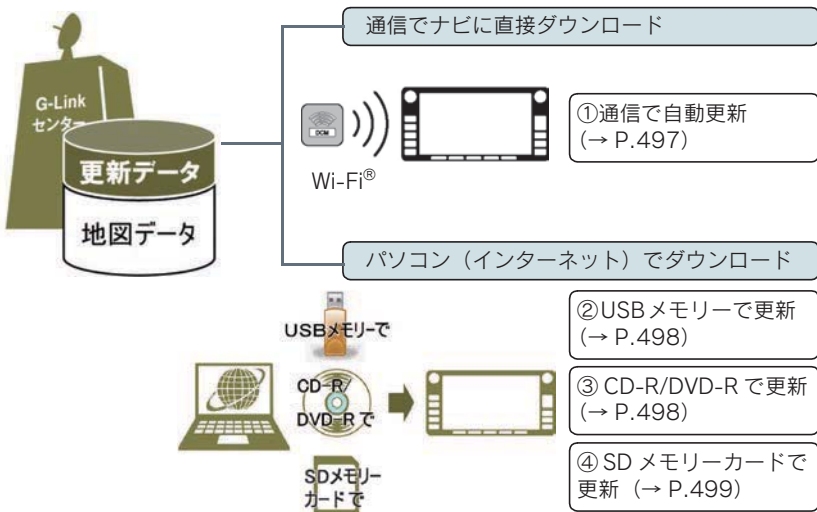 通信でナビに直接ダウンロード
G-Link
センター
更新データ
地図データ
DCM
Wi-Fi®
①通信で自動更新
(→ P.497)
パソコン（インターネット）でダウンロード
USBメモリーで
CD-R/
DVD-Rで
SDメモリー
カードで
②USBメモリーで更新
(→ P.498)
③ CD-R/DVD-R で更新
(→ P.498)
④ SD メモリーカードで
更新（→ P.499）